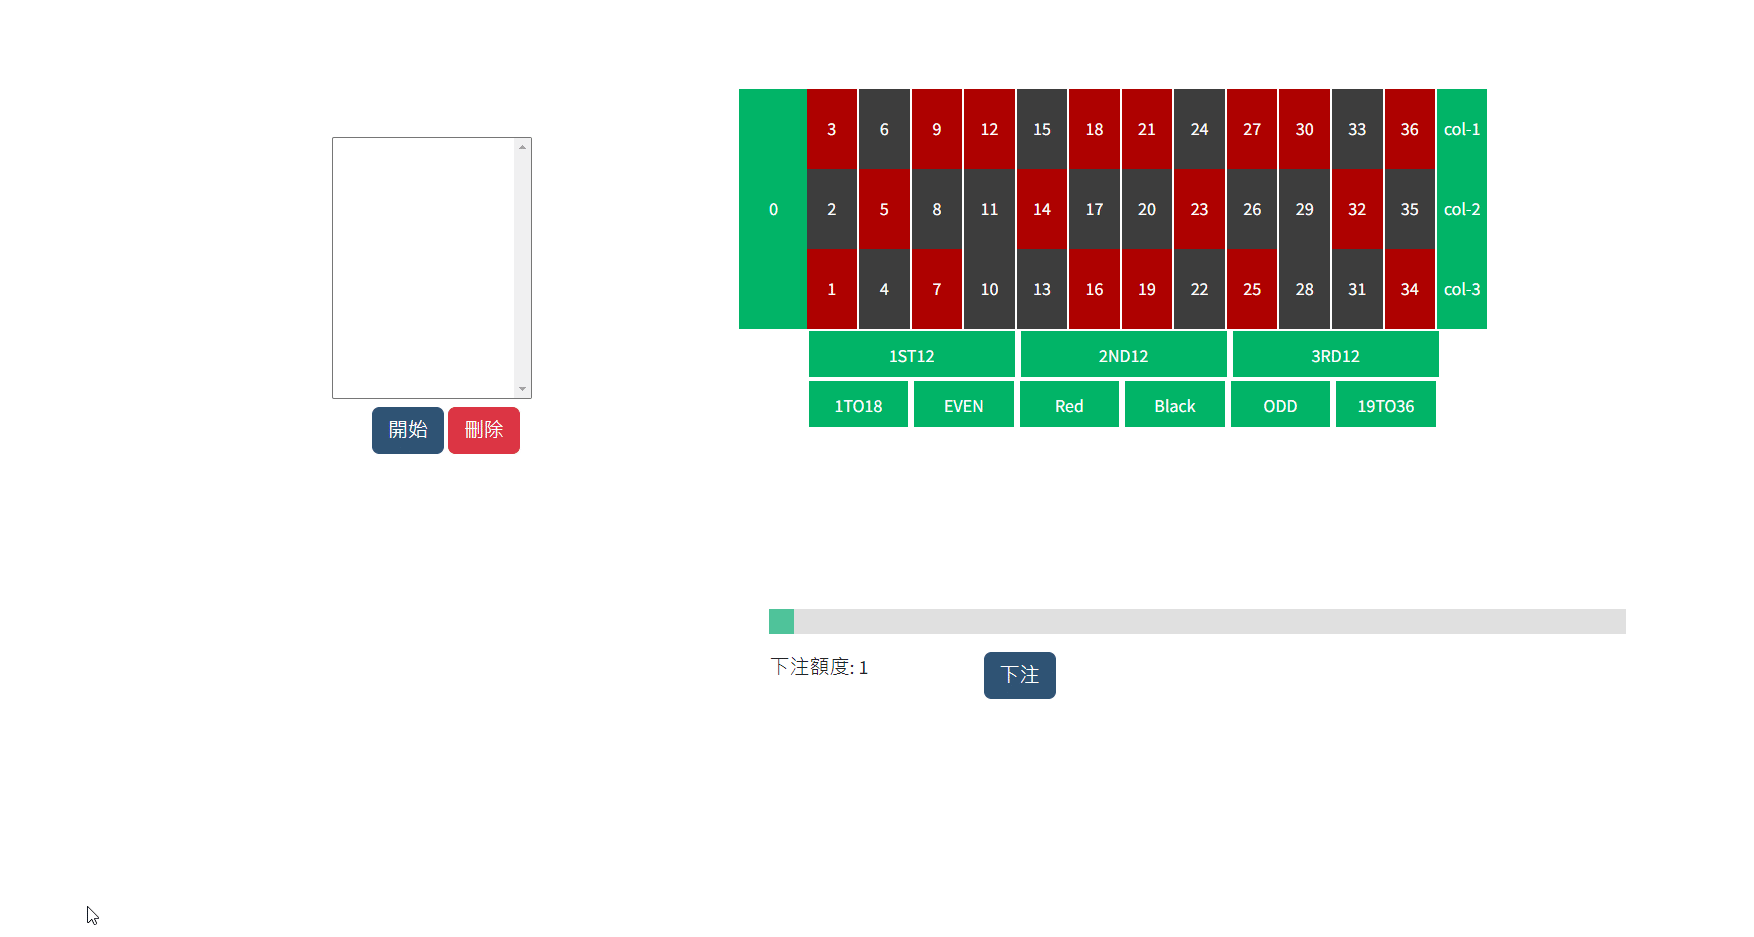 3 6 9 12 15 18 21 24 27 30 33 36 col-1
0 2 5 8 11 14 17 20 23 26 29 32 35 col-2
1 4 7 10 13 16 19 22 25 28 31 34 col-3
1ST12 2ND12 3RD12
1TO18 EVEN Red Black ODD 19TO36
開始 刪除
下注額度: 1 下注